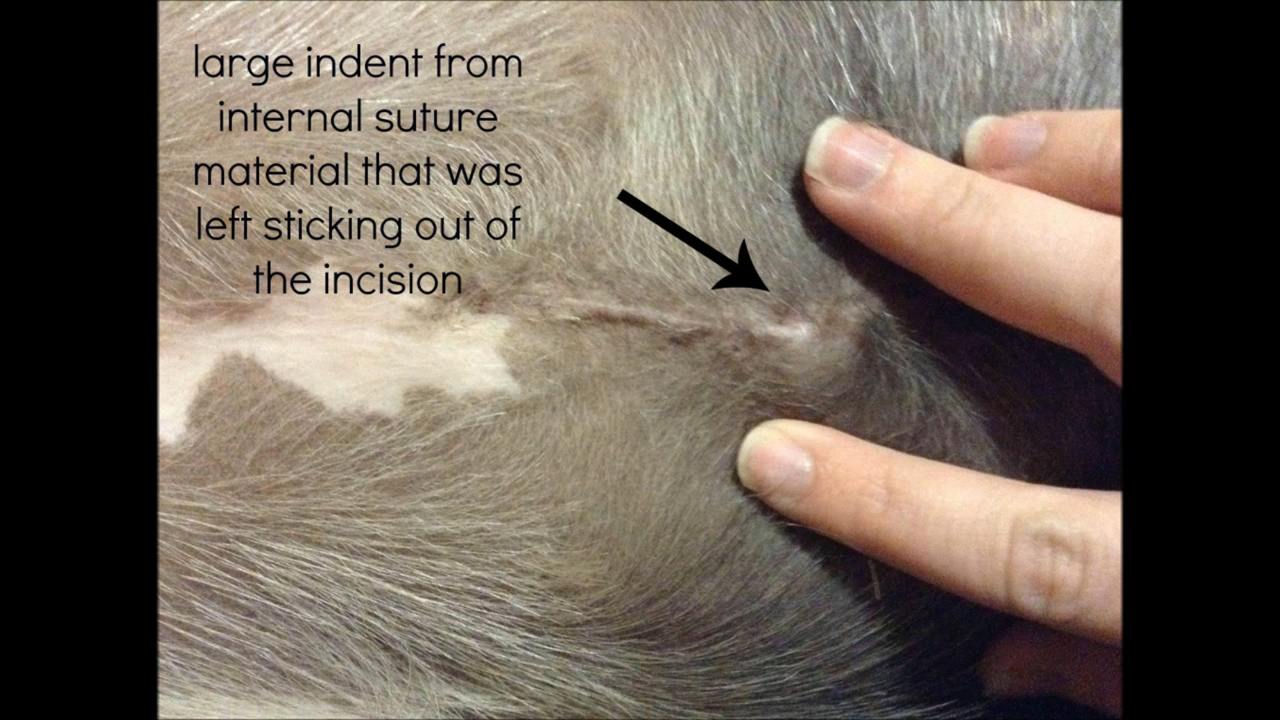 large indent from
internal suture
material that was
left sticking out of
the incision